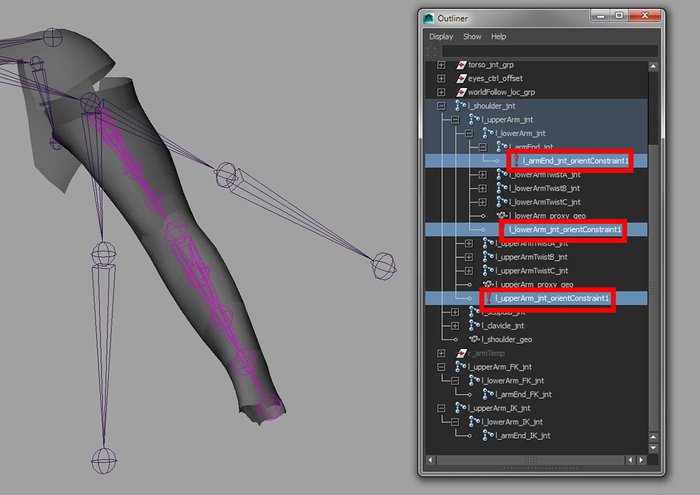 Outliner
Display Show Help
torso_jnt_grp
eyes_ctrl_offset
worldFollow_loc_grp
l_shoulder_jnt
l_upperArm_jnt
l_lowerArm_jnt
l_armEnd_jnt
l_armEnd_jnt_orientConstraint1
l_lowerArmTwistA_jnt
l_lowerArmTwistB_jnt
l_lowerArmTwistC_jnt
l_lowerArm_proxy_geo
l_lowerArm_jnt_orientConstraint1
l_upperArmTwistA_jnt
l_upperArmTwistB_jnt
l_upperArmTwistC_jnt
l_upperArm_proxy_geo
l_upperArm_jnt_orientConstraint1
l_scapula_jnt
l_clavicle_jnt
l_shoulder_geo
r_armTemp
l_upperArm_FK_jnt
l_lowerArm_FK_jnt
l_armEnd_FK_jnt
l_upperArm_IK_jnt
l_lowerArm_IK_jnt
l_armEnd_IK_jnt